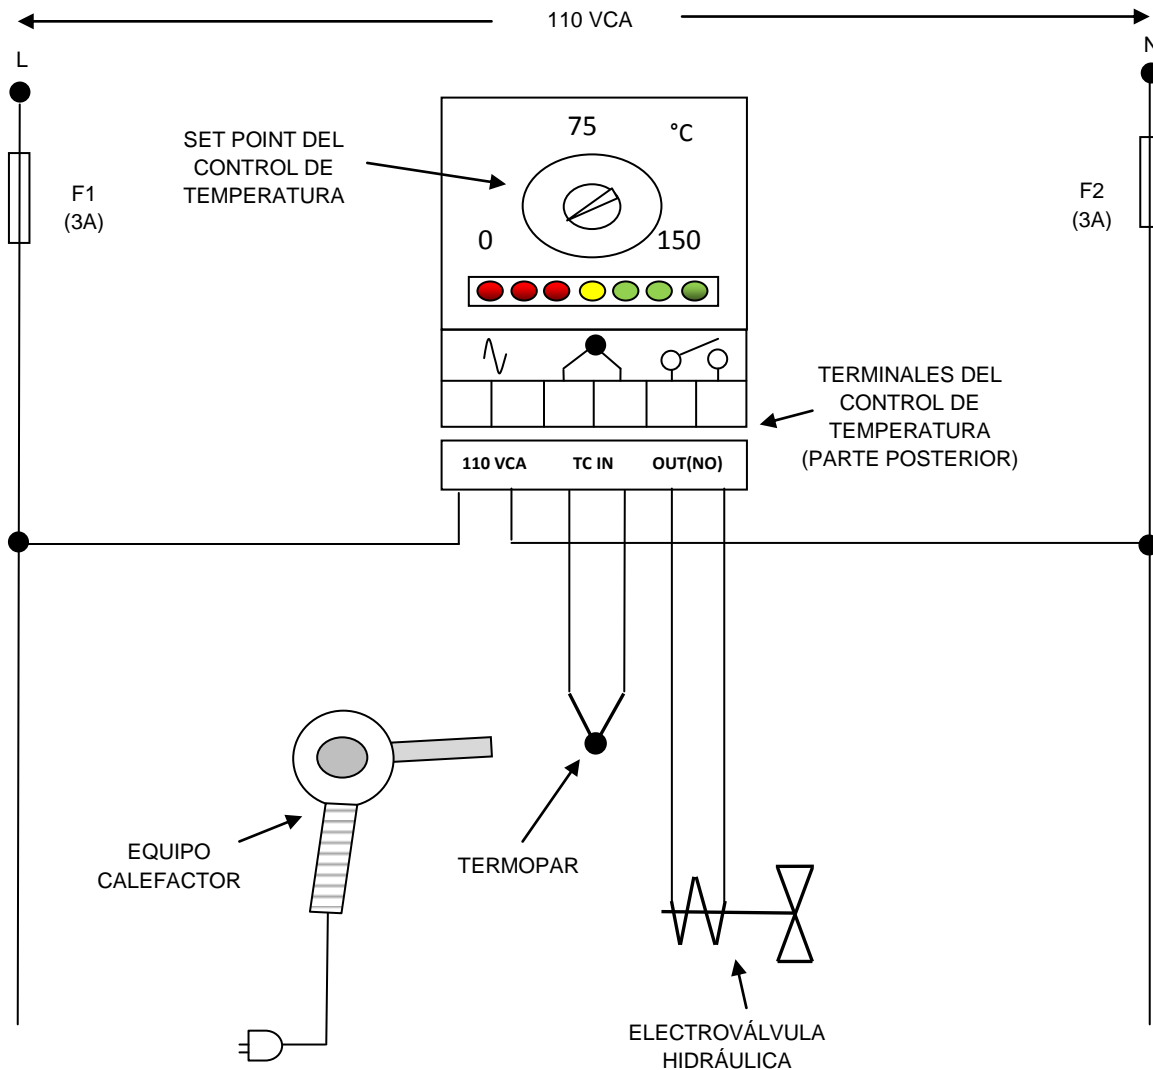 110 VCA
L
N
SET POINT DEL
CONTROL DE
TEMPERATURA
75
°C
0
150
F1
(3A)
F2
(3A)
TERMINALES DEL
CONTROL DE
TEMPERATURA
(PARTE POSTERIOR)
110 VCA
TC IN
OUT(NO)
EQUIPO
CALEFACTOR
TERMOPAR
ELECTROVÁLVULA
HIDRÁULICA